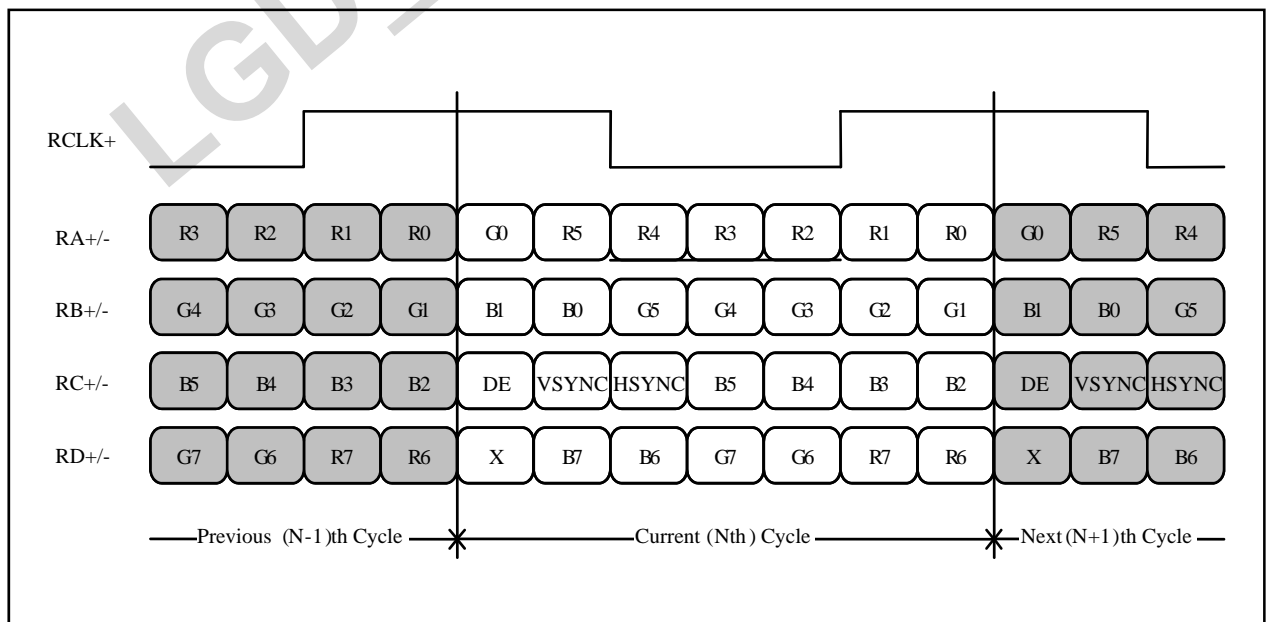 LGD_
RCLK+
RA+/- R3 R2 R1 R0 G0 R5 R4 R3 R2 R1 R0 G0 R5 R4
RB+/- G4 G3 G2 G1 B1 B0 G5 G4 G3 G2 G1 B1 B0 G5
RC+/- B5 B4 B3 B2 DE VSYNC HSYNC B5 B4 B3 B2 DE VSYNC HSYNC
RD+/- G7 G6 R7 R6 X B7 B6 G7 G6 R7 R6 X B7 B6
Previous (N-1)th Cycle Current (Nth) Cycle Next (N+1)th Cycle